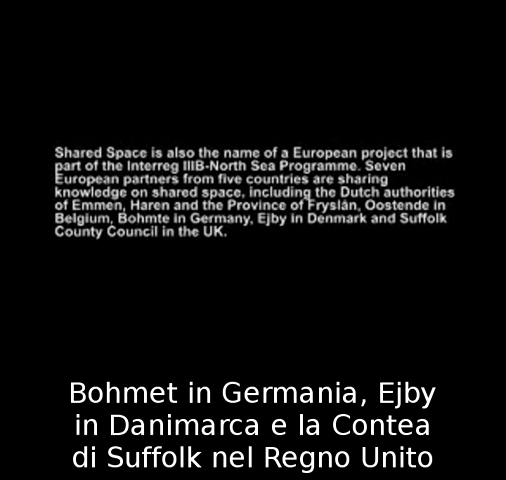 Shared Space is also the name of a European project that is
part of the Interreg IIIB-North Sea Programme. Seven
European partners from five countries are sharing
knowledge on shared space, including the Dutch authorities
of Emmen, Haren and the Province of Fryslân, Oostende in
Belgium, Bohmte in Germany, Ejby in Denmark and Suffolk
County Council in the UK.
Bohmet in Germania, Ejby
in Danimarca e la Contea
di Suffolk nel Regno Unito